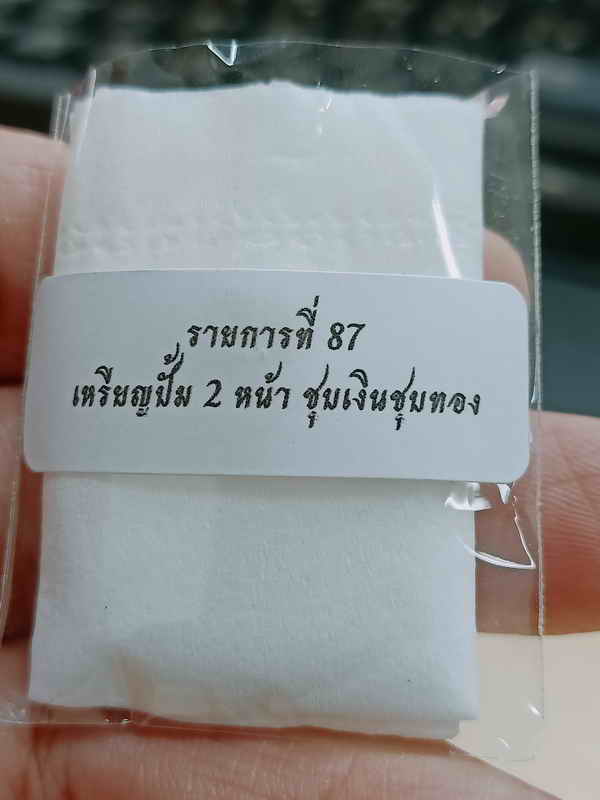 รายการที่ 87
เหรียญปั้ม 2 หน้า ชุบเงินชุบทอง